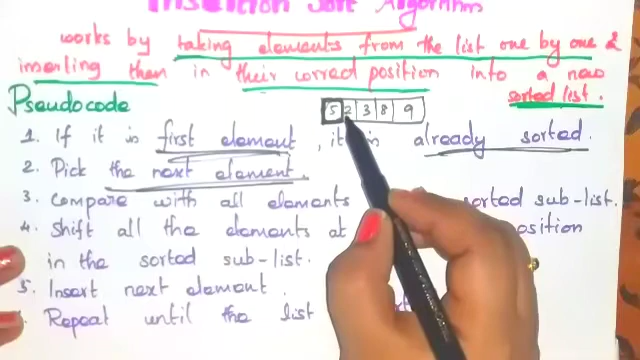 Insertion Sort Algorithm
works by taking elements from the list one by one &
inserting them in their correct position into a new
sorted list.
Pseudocode
5 2 3 8 9
1. If it is first element, it is already sorted.
2. Pick the next element.
3. Compare with all elements sorted sub-list.
4. Shift all the elements at position
in the sorted sub-list.
5. Insert next element.
Repeat until the list